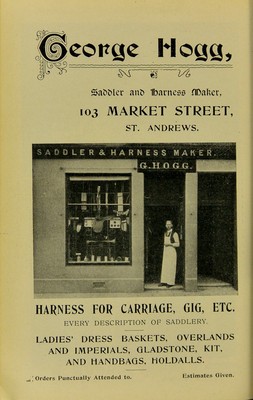 George Hogg,
Saddler and Harness Maker,
103 MARKET STREET,
ST. ANDREWS.
SADDLER & HARNESS MAKER.
G. HOGG.
HARNESS FOR CARRIAGE, GIG, ETC.
EVERY DESCRIPTION OF SADDLERY.
LADIES' DRESS BASKETS, OVERLANDS
AND IMPERIALS, GLADSTONE, KIT,
AND HANDBAGS, HOLDALLS.
Orders Punctually Attended to. Estimates Given.